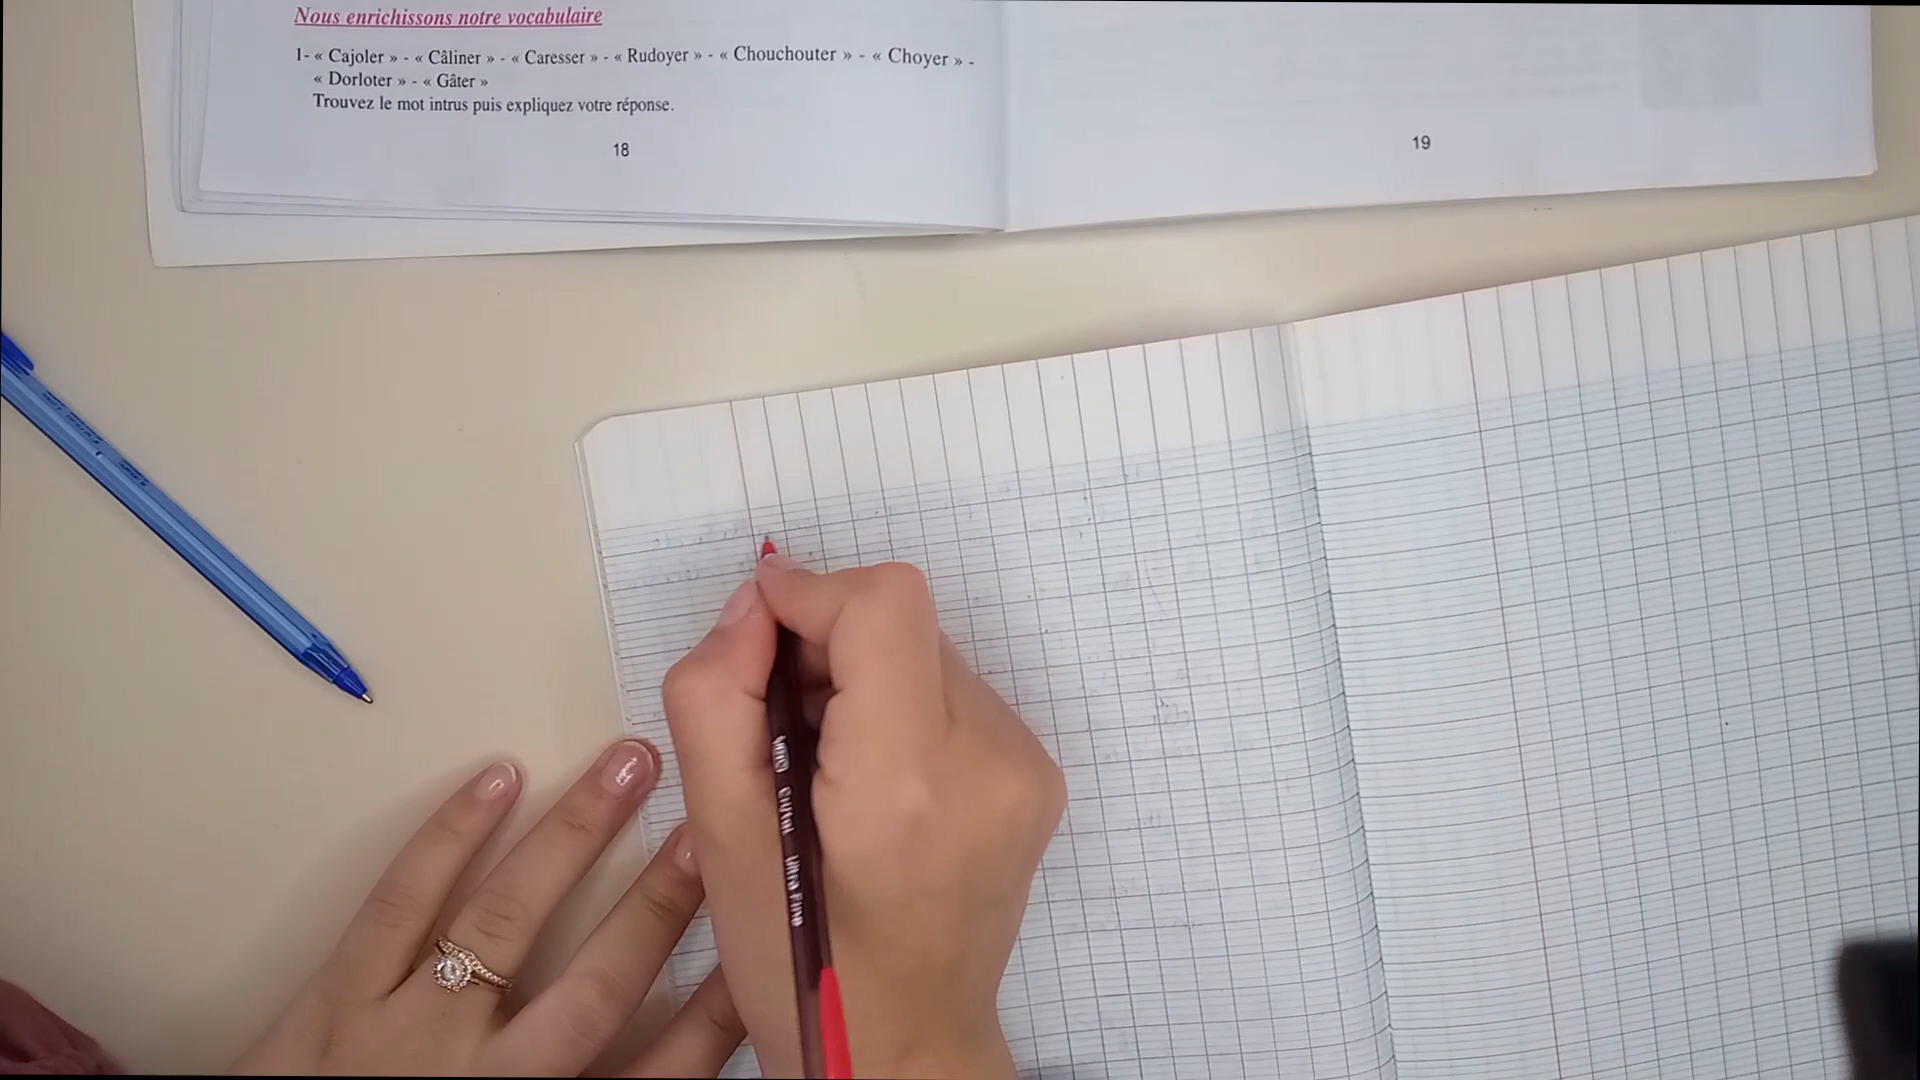 Nous enrichissons notre vocabulaire
1- « Cajoler » - « Câliner » - « Caresser » - « Rudoyer » - « Chouchouter » - « Choyer » -
« Dorloter » - « Gâter »
Trouvez le mot intrus puis expliquez votre réponse.
18
19
Ultra Fine